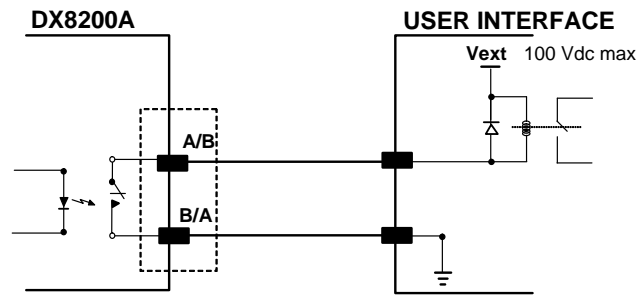 DX8200A
USER INTERFACE
Vext 100 Vdc max
A/B
B/A